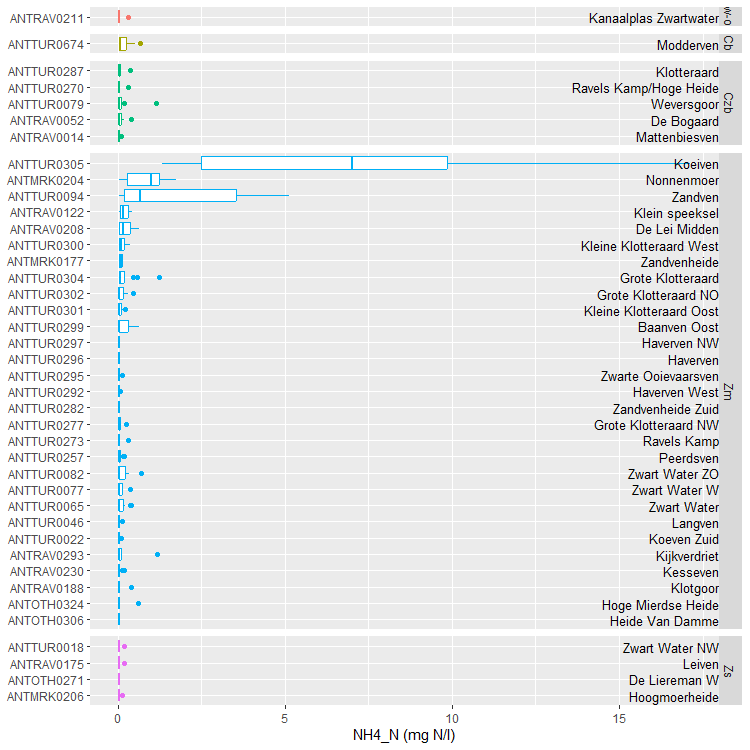 ANTRAV0211 Kanaalplas Zwartwater
ANTTUR0674 Modderven Cb
ANTTUR0287 Klotteraard
ANTTUR0270 Ravels Kamp/Hoge Heide
ANTTUR0079 Weversgoor Czb
ANTRAV0052 De Bogaard
ANTRAV0014 Mattenbiesven
ANTTUR0305 Koeiven
ANTMRK0204 Nonnenmoer
ANTTUR0094 Zandven
ANTRAV0122 Klein speeksel
ANTRAV0208 De Lei Midden
ANTTUR0300 Kleine Klotteraard West
ANTMRK0177 Zandvenheide
ANTTUR0304 Grote Klotteraard
ANTTUR0302 Grote Klotteraard NO
ANTTUR0301 Kleine Klotteraard Oost
ANTTUR0299 Baanven Oost
ANTTUR0297 Haverven NW
ANTTUR0296 Haverven
ANTTUR0295 Zwarte Ooievaarsven
ANTTUR0292 Haverven West Zm
ANTTUR0282 Zandvenheide Zuid
ANTTUR0277 Grote Klotteraard NW
ANTTUR0273 Ravels Kamp
ANTTUR0257 Peerdsven
ANTTUR0082 Zwart Water ZO
ANTTUR0077 Zwart Water W
ANTTUR0065 Zwart Water
ANTTUR0046 Langven
ANTTUR0022 Koeven Zuid
ANTRAV0293 Kijkverdriet
ANTRAV0230 Kesseven
ANTRAV0188 Klotgoor
ANTOTH0324 Hoge Mierdse Heide
ANTOTH0306 Heide Van Damme
ANTTUR0018 Zwart Water NW
ANTRAV0175 Leiven Zs
ANTOTH0271 De Liereman W
ANTMRK0206 Hoogmoerheide
0 5 10 15
NH4_N (mg N/l)